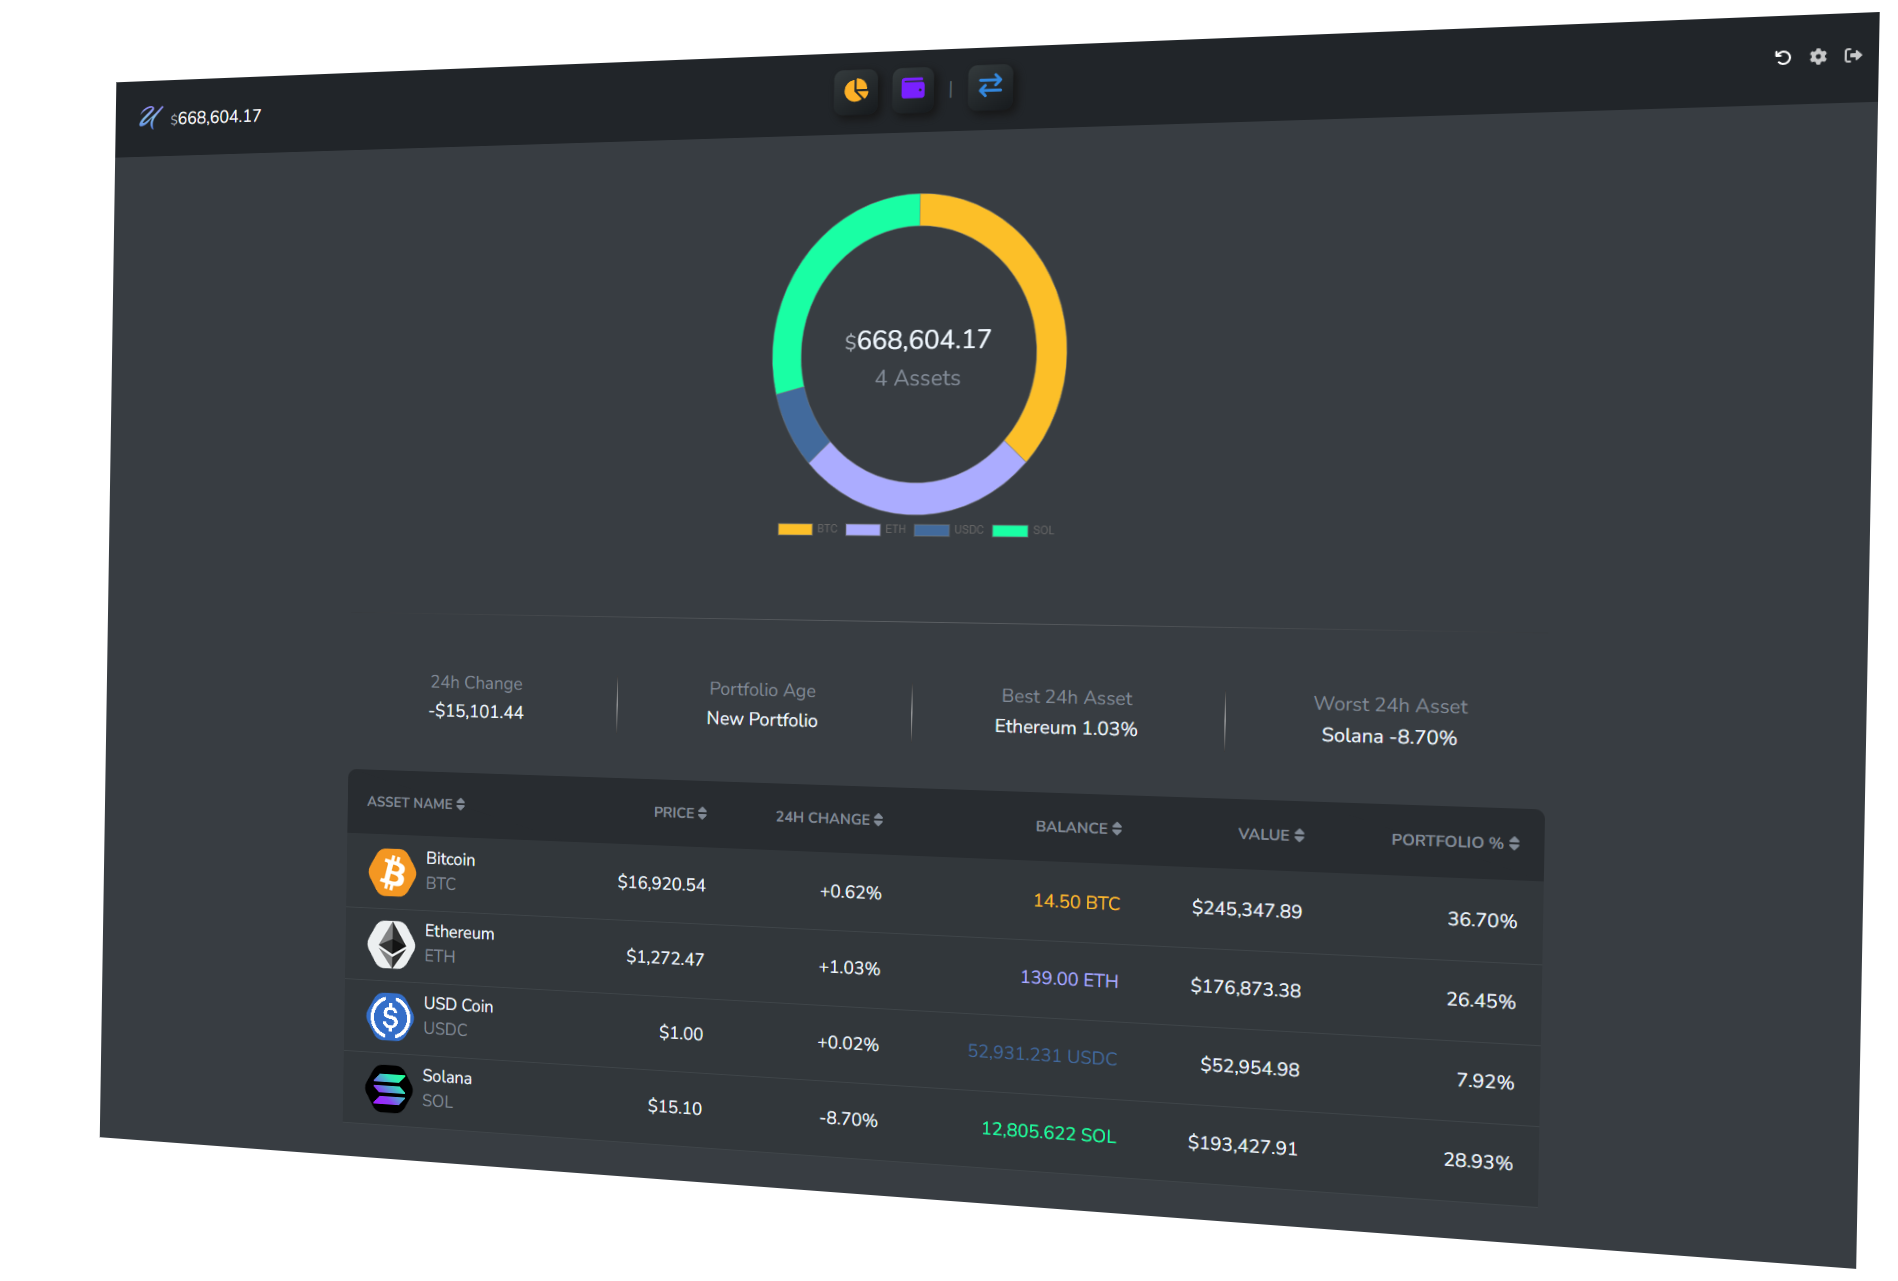 $668,604.17
$668,604.17
4 Assets
BTC ETH USDC SOL
24h Change Portfolio Age Best 24h Asset Worst 24h Asset
-$15,101.44 New Portfolio Ethereum 1.03% Solana -8.70%
ASSET NAME PRICE 24H CHANGE BALANCE VALUE PORTFOLIO %
Bitcoin
BTC
$16,920.54 +0.62% 14.50 BTC $245,347.89 36.70%
Ethereum
ETH
$1,272.47 +1.03% 139.00 ETH $176,873.38 26.45%
USD Coin
USDC
$1.00 +0.02% 52,931.231 USDC $52,954.98 7.92%
Solana
SOL
$15.10 -8.70% 12,805.622 SOL $193,427.91 28.93%